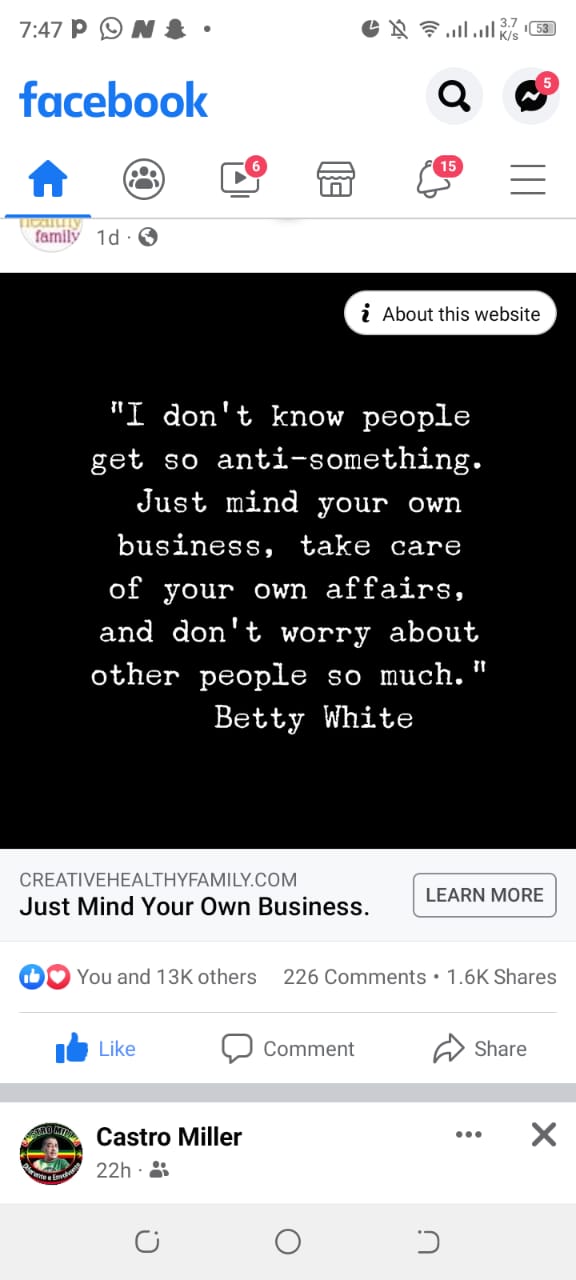 7:47
3.7
K/s
53
facebook
5
6
15
healthy
family
1d ·
i About this website
"I don't know people
get so anti-something.
Just mind your own
business, take care
of your own affairs,
and don't worry about
other people so much."
Betty White
CREATIVEHEALTHYFAMILY.COM
Just Mind Your Own Business.
LEARN MORE
You and 13K others 226 Comments • 1.6K Shares
Like Comment Share
Castro Miller
22h ·